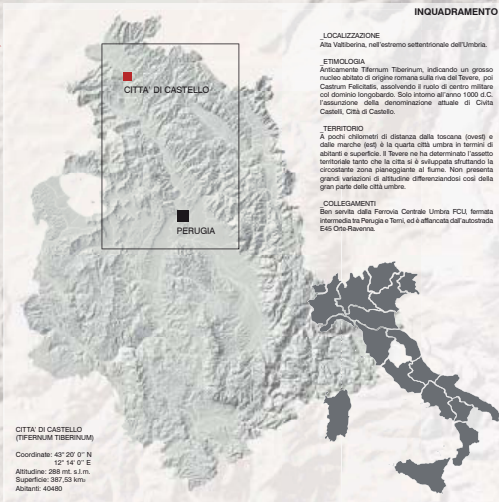 INQUADRAMENTO
_LOCALIZZAZIONE
Alta Valtiberina, nell'estremo settentrionale dell'Umbria.
_ETIMOLOGIA
Anticamente Tifernum Tiberinum, indicando un grosso
nucleo abitato di origine romana sulla riva del Tevere, poi
Castrum Felicitatis, assolvendo il ruolo di centro militare
col dominio longobardo. Solo intorno all'anno 1000 d.C.
l'assunzione della denominazione attuale di Civita
Castelli, Città di Castello.
_TERRITORIO
A pochi chilometri di distanza dalla toscana (ovest) e
dalle marche (est) è la quarta città umbra in termini di
abitanti e superficie. Il Tevere ne ha determinato l'assetto
territoriale tanto che la citta si è sviluppata sfruttando la
circostante zona pianeggiante al fiume. Non presenta
grandi variazioni di altitudine differenziandosi così della
gran parte delle città umbre.
_COLLEGAMENTI
Ben servita dalla Ferrovia Centrale Umbra FCU, fermata
intermedia tra Perugia e Terni, ed è affiancata dall'autostrada
E45 Orte-Ravenna.
CITTA' DI CASTELLO
PERUGIA
CITTA' DI CASTELLO
(TIFERNUM TIBERINUM)
Coordinate: 43° 20' 0'' N
12° 14' 0'' E
Altitudine: 288 mt. s.l.m.
Superficie: 387,53 km²
Abitanti: 40480